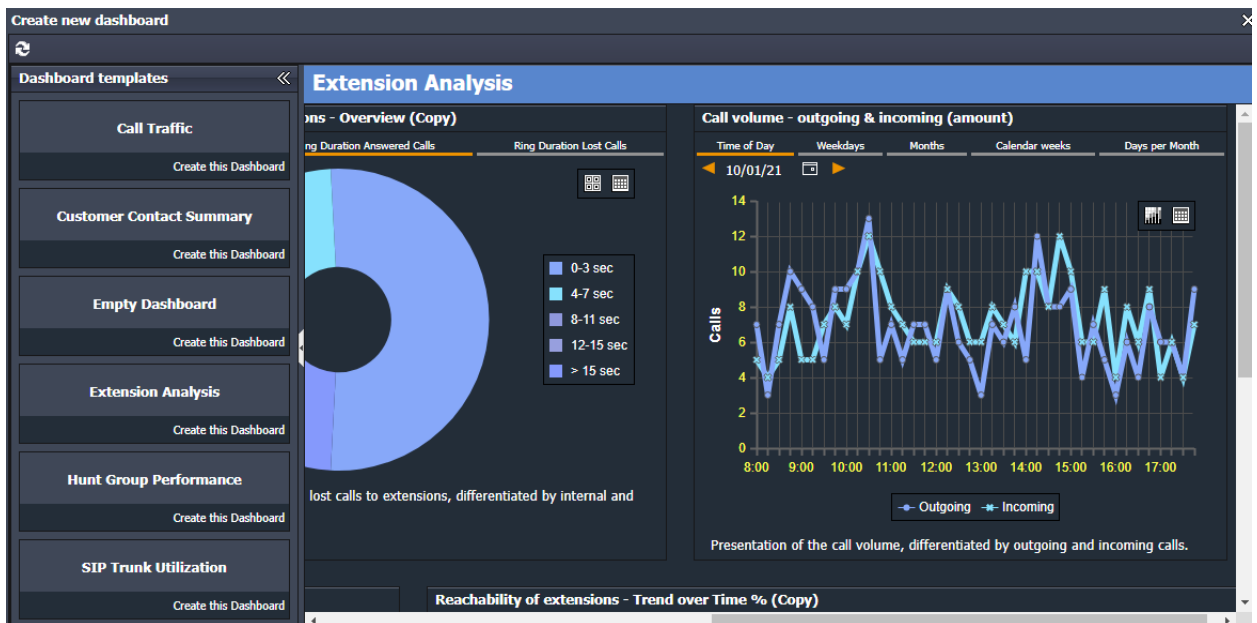 Create new dashboard
Dashboard templates
Call Traffic
Create this Dashboard
Customer Contact Summary
Create this Dashboard
Empty Dashboard
Create this Dashboard
Extension Analysis
Create this Dashboard
Hunt Group Performance
Create this Dashboard
SIP Trunk Utilization
Create this Dashboard
Extension Analysis
ons - Overview (Copy)
ng Duration Answered Calls
Ring Duration Lost Calls
0-3 sec
4-7 sec
8-11 sec
12-15 sec
> 15 sec
lost calls to extensions, differentiated by internal and
Call volume - outgoing & incoming (amount)
Time of Day Weekdays Months Calendar weeks Days per Month
10/01/21
14
12
10
8
6
4
2
0
Calls
8:00 9:00 10:00 11:00 12:00 13:00 14:00 15:00 16:00 17:00
Outgoing Incoming
Presentation of the call volume, differentiated by outgoing and incoming calls.
Reachability of extensions - Trend over Time % (Copy)